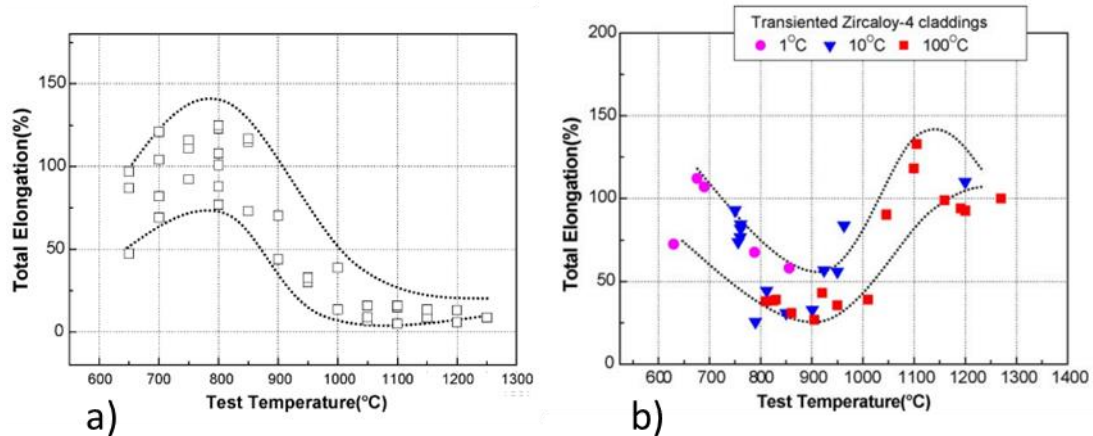 Total Elongation(%)
150
100
50
0
600 700 800 900 1000 1100 1200 1300
Test Temperature(°C)
a)
Transiented Zircaloy-4 claddings
1°C 10°C 100°C
Total Elongation(%)
200
150
100
50
0
600 700 800 900 1000 1100 1200 1300 1400
Test Temperature(°C)
b)